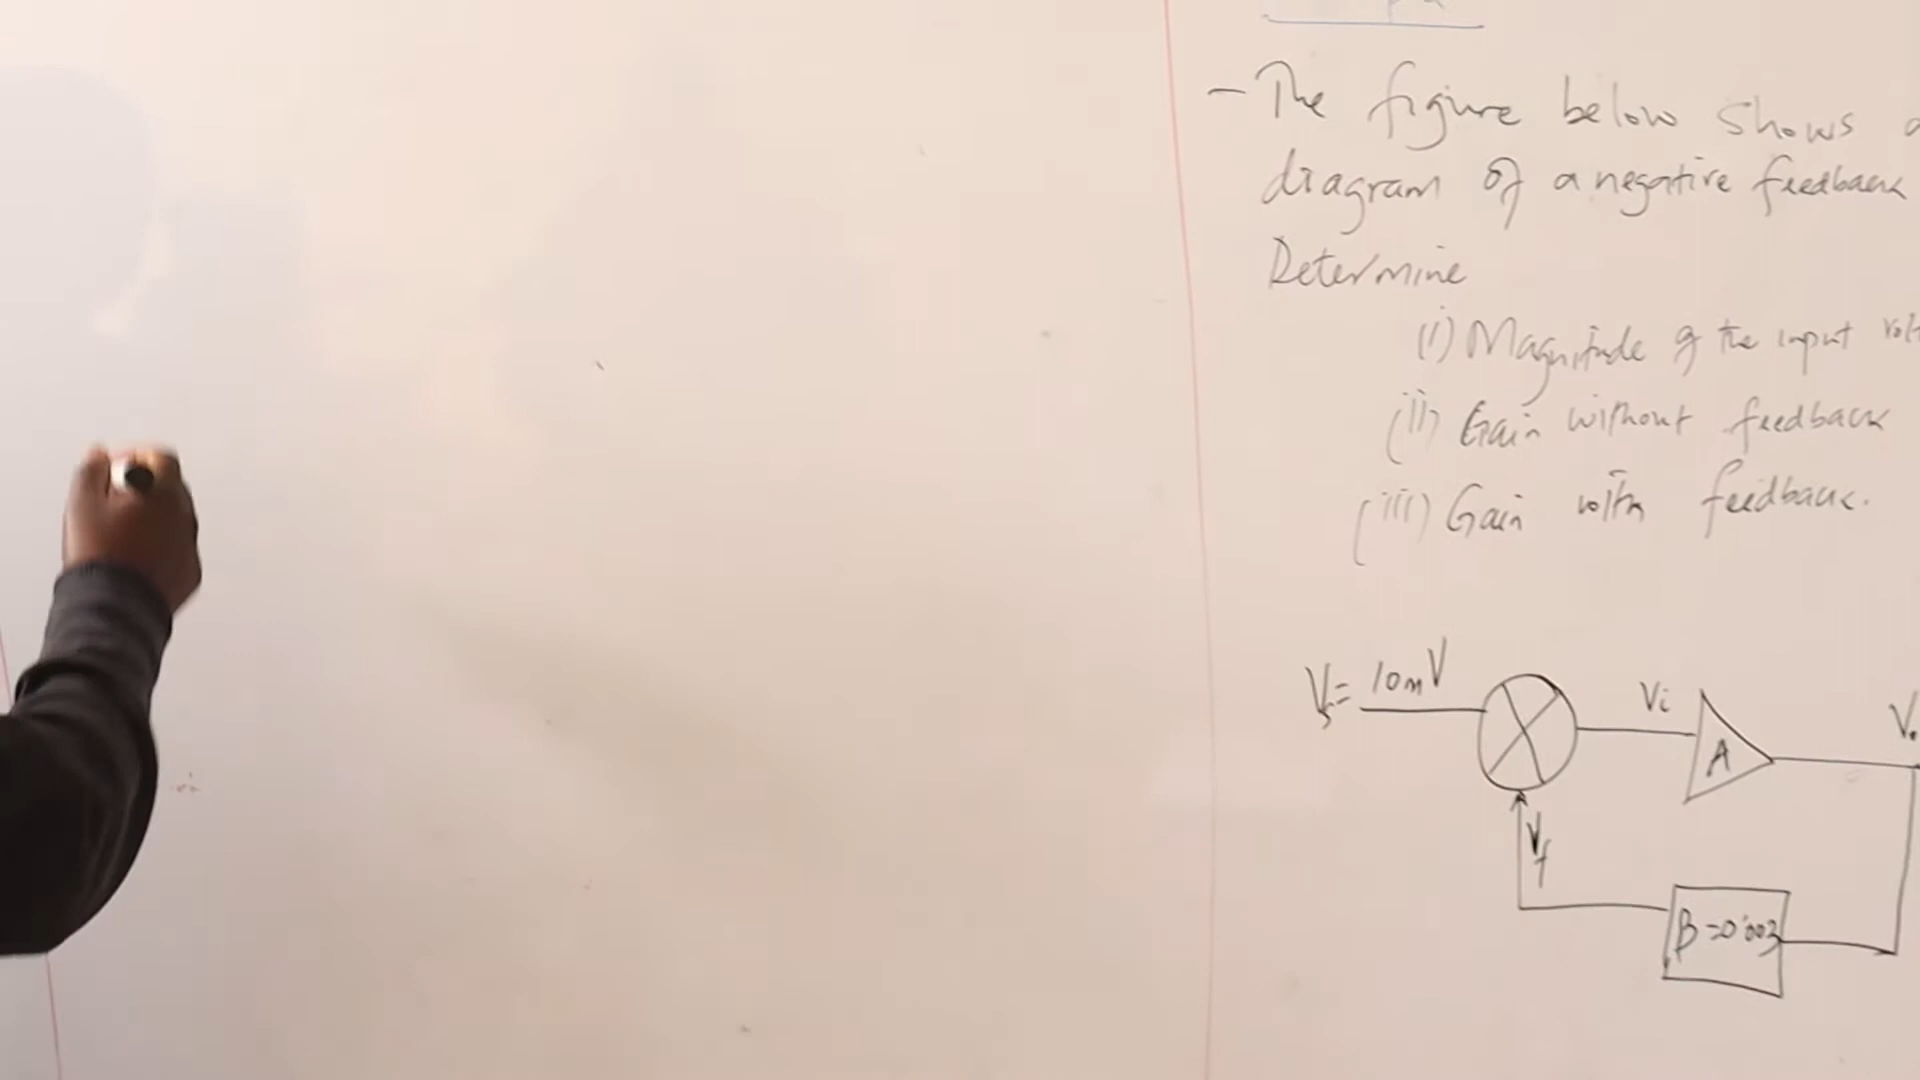 - The figure below shows a
diagram of a negative feedback
Determine
(i) Magnitude of the input volt
(ii) Gain without feedback
(iii) Gain with feedback.
Vs = 10mV
Vi
A
Vo
Vf
β = 0.003